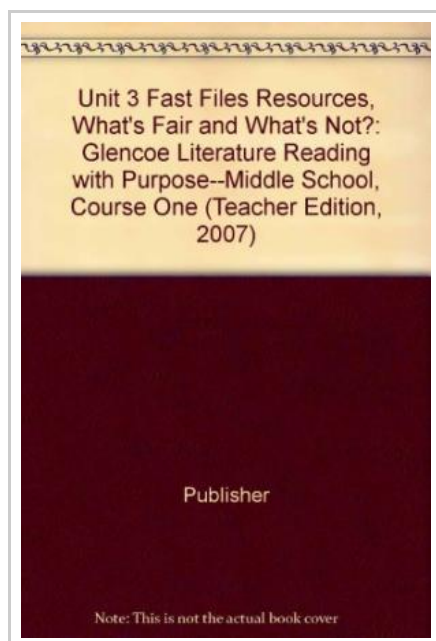 Unit 3 Fast Files Resources,
What's Fair and What's Not?:
Glencoe Literature Reading
with Purpose--Middle School,
Course One (Teacher Edition,
2007)
Publisher
Note: This is not the actual book cover